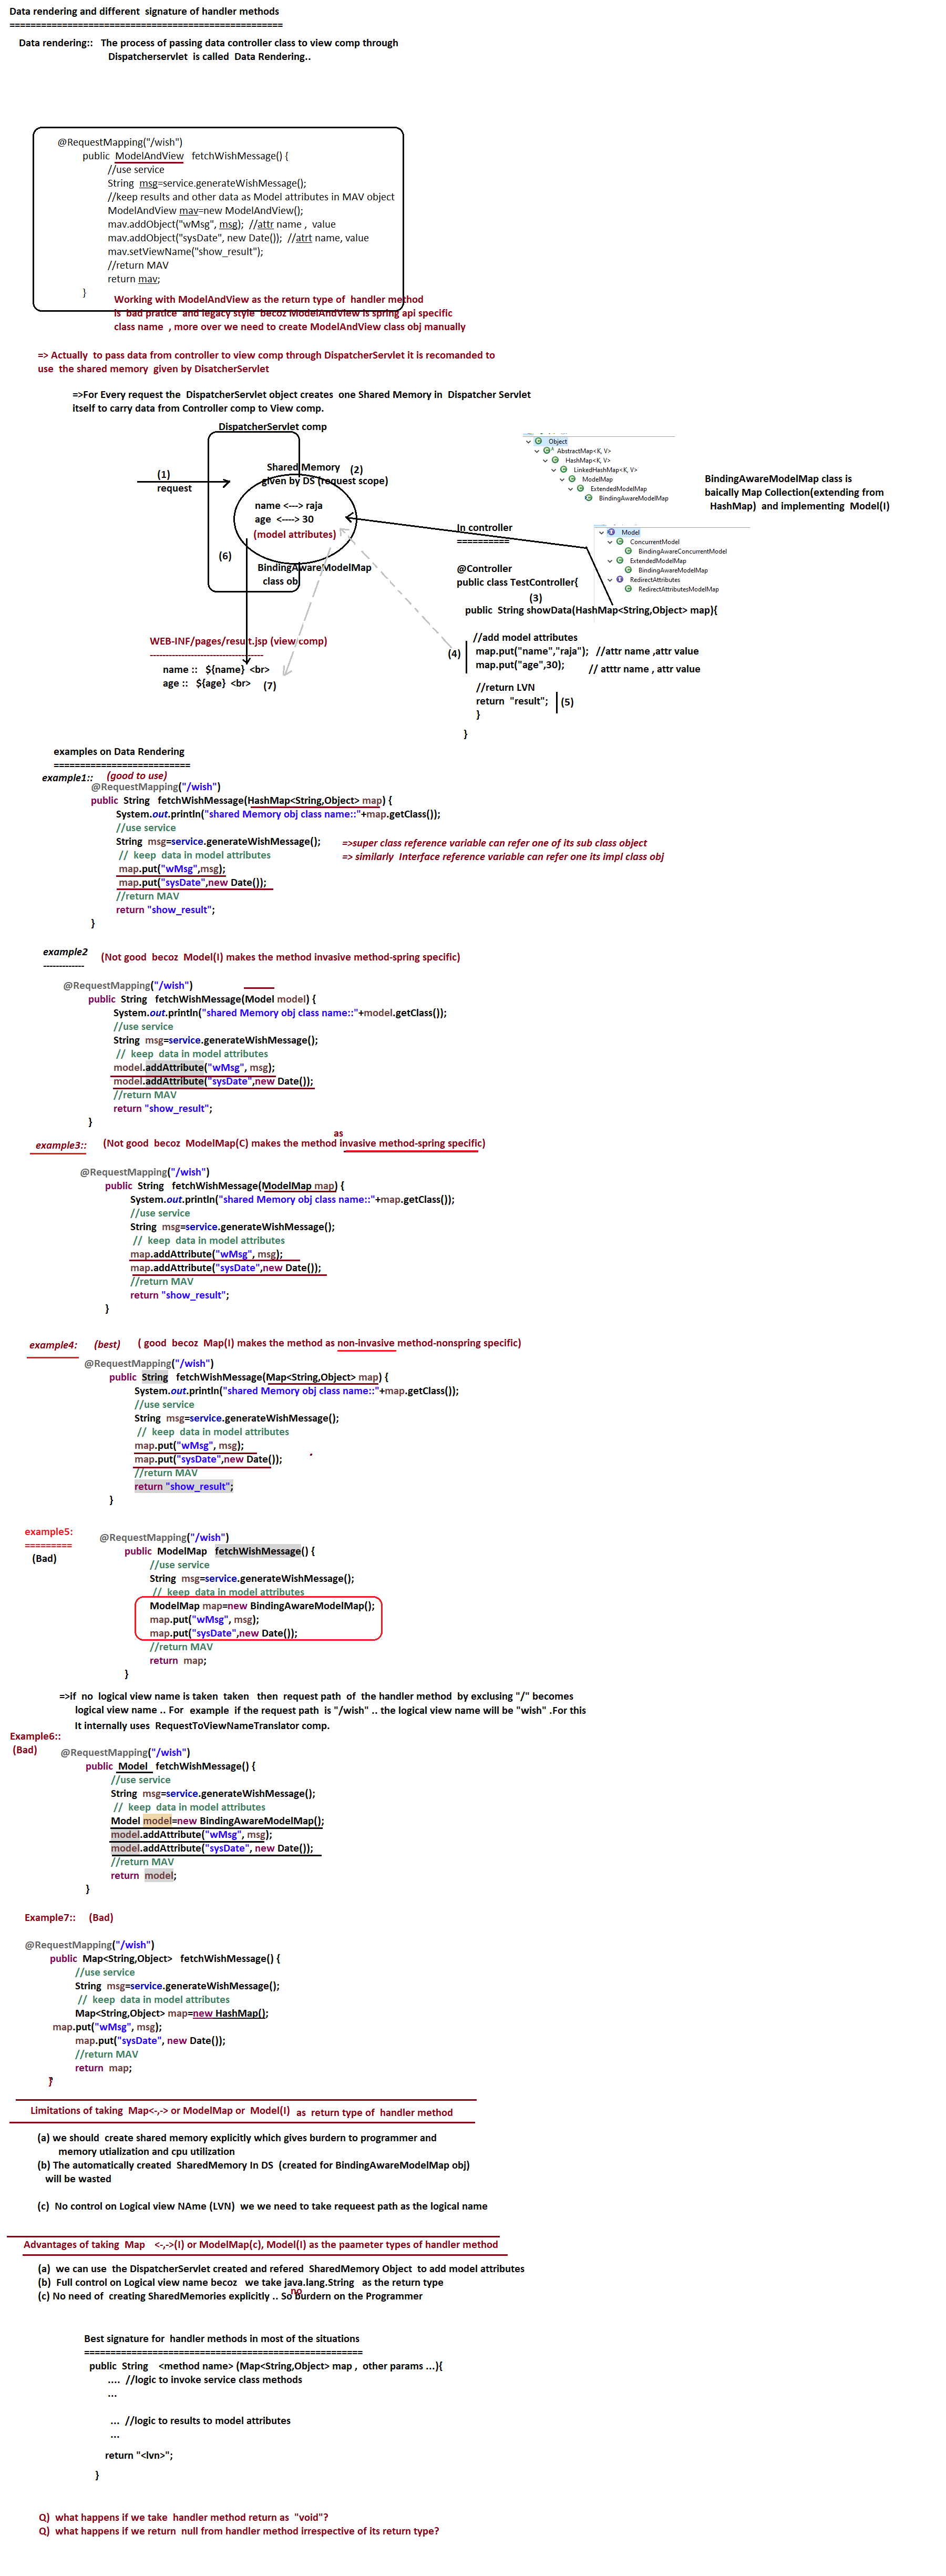 Data rendering and different  signature of handler methods
====================================================
Data rendering::   The process of passing data controller class to view comp through
Dispatcherservlet  is called  Data Rendering..
@RequestMapping("/wish")
public  ModelAndView   fetchWishMessage() {
//use service
String  msg=service.generateWishMessage();
//keep results and other data as Model attributes in MAV object
ModelAndView mav=new ModelAndView();
mav.addObject("wMsg", msg);  //attr name ,  value
mav.addObject("sysDate", new Date());  //atrt name, value
mav.setViewName("show_result");
//return MAV
return mav;
}
Working with ModelAndView as the return type of  handler method
is  bad pratice  and legacy style  becoz ModelAndView is spring api specific
class name  , more over we need to create ModelAndView class obj manually
=> Actually  to pass data from controller to view comp through DispatcherServlet it is recomanded to
use  the shared memory  given by DisatcherServlet
=>For Every request the  DispatcherServlet object creates  one Shared Memory in  Dispatcher Servlet
itself to carry data from Controller comp to View comp.
DispatcherServlet comp
(1)
request
Shared Memory
(2)
given by DS (request scope)
name <---> raja
age  <----> 30
(model attributes)
BindingAwareModelMap
class ob
(6)
Object
AbstractMap<K, V>
HashMap<K, V>
LinkedHashMap<K, V>
ModelMap
ExtendedModelMap
BindingAwareModelMap
BindingAwareModelMap class is
baically Map Collection(extending from
HashMap)  and implementing  Model(I)
Model
ConcurrentModel
BindingAwareConcurrentModel
ExtendedModelMap
BindingAwareModelMap
RedirectAttributes
RedirectAttributesModelMap
In controller
==========
@Controller
public class TestController{
(3)
public  String showData(HashMap<String,Object> map){
//add model attributes
(4)
map.put("name","raja");   //attr name ,attr value
map.put("age",30);         // atttr name , attr value
//return LVN
return  "result";
(5)
}
}
WEB-INF/pages/result.jsp (view comp)
------------------------------------
name ::   ${name}  <br>
age ::   ${age}  <br>
(7)
examples on Data Rendering
==========================
example1::
(good to use)
@RequestMapping("/wish")
public  String   fetchWishMessage(HashMap<String,Object> map) {
System.out.println("shared Memory obj class name::"+map.getClass());
//use service
String  msg=service.generateWishMessage();
//  keep  data in model attributes
map.put("wMsg",msg);
map.put("sysDate",new Date());
//return MAV
return "show_result";
}
=>super class reference variable can refer one of its sub class object
=> similarly  Interface reference variable can refer one its impl class obj
example2
-------------
(Not good  becoz  Model(I) makes the method invasive method-spring specific)
@RequestMapping("/wish")
public  String   fetchWishMessage(Model model) {
System.out.println("shared Memory obj class name::"+model.getClass());
//use service
String  msg=service.generateWishMessage();
//  keep  data in model attributes
model.addAttribute("wMsg", msg);
model.addAttribute("sysDate",new Date());
//return MAV
return "show_result";
}
as
example3::
(Not good  becoz  ModelMap(C) makes the method invasive method-spring specific)
@RequestMapping("/wish")
public  String   fetchWishMessage(ModelMap map) {
System.out.println("shared Memory obj class name::"+map.getClass());
//use service
String  msg=service.generateWishMessage();
//  keep  data in model attributes
map.addAttribute("wMsg", msg);
map.addAttribute("sysDate",new Date());
//return MAV
return "show_result";
}
example4:
(best)
( good  becoz  Map(I) makes the method as non-invasive method-nonspring specific)
@RequestMapping("/wish")
public  String   fetchWishMessage(Map<String,Object> map) {
System.out.println("shared Memory obj class name::"+map.getClass());
//use service
String  msg=service.generateWishMessage();
//  keep  data in model attributes
map.put("wMsg", msg);
map.put("sysDate",new Date());
//return MAV
return "show_result";
}
example5:
=========
(Bad)
@RequestMapping("/wish")
public  ModelMap   fetchWishMessage() {
//use service
String  msg=service.generateWishMessage();
//  keep  data in model attributes
ModelMap  map=new BindingAwareModelMap();
map.put("wMsg", msg);
map.put("sysDate",new Date());
//return MAV
return  map;
}
=>if  no  logical view name is taken  taken   then  request path  of  the handler method  by exclusing "/" becomes
logical view name .. For  example  if the request path  is "/wish" .. the logical view name will be "wish" .For this
It internally uses  RequestToViewNameTranslator comp.
Example6::
(Bad)
@RequestMapping("/wish")
public  Model   fetchWishMessage() {
//use service
String  msg=service.generateWishMessage();
//  keep  data in model attributes
Model model=new BindingAwareModelMap();
model.addAttribute("wMsg", msg);
model.addAttribute("sysDate", new Date());
//return MAV
return  model;
}
Example7::     (Bad)
@RequestMapping("/wish")
public  Map<String,Object>   fetchWishMessage() {
//use service
String  msg=service.generateWishMessage();
//  keep  data in model attributes
Map<String,Object> map=new HashMap();
map.put("wMsg", msg);
map.put("sysDate", new Date());
//return MAV
return  map;
}
Limitations of taking  Map<-,-> or ModelMap or  Model(I)  as  return type of  handler method
(a) we should  create shared memory explicitly which gives burdern to programmer and
memory utialization and cpu utilization
(b) The automatically created  SharedMemory In DS  (created for BindingAwareModelMap obj)
will be wasted
(c)  No control on Logical view NAme (LVN)  we we need to take requeest path as the logical name
Advantages of taking  Map    <-,->(I) or ModelMap(c), Model(I) as the paameter types of handler method
(a)  we can use  the DispatcherServlet created and refered  SharedMemory Object  to add model attributes
(b)  Full control on Logical view name becoz   we take java.lang.String   as the return type
no
(c) No need of  creating SharedMemories explicitly .. So burdern on the Programmer
Best signature for  handler methods in most of the situations
=====================================================
public  String    <method name> (Map<String,Object> map ,  other params ...){
....  //logic to invoke service class methods
...
...  //logic to results to model attributes
...
return "<lvn>";
}
Q)  what happens if we take  handler method return as  "void"?
Q)  what happens if we return  null from handler method irrespective of its return type?